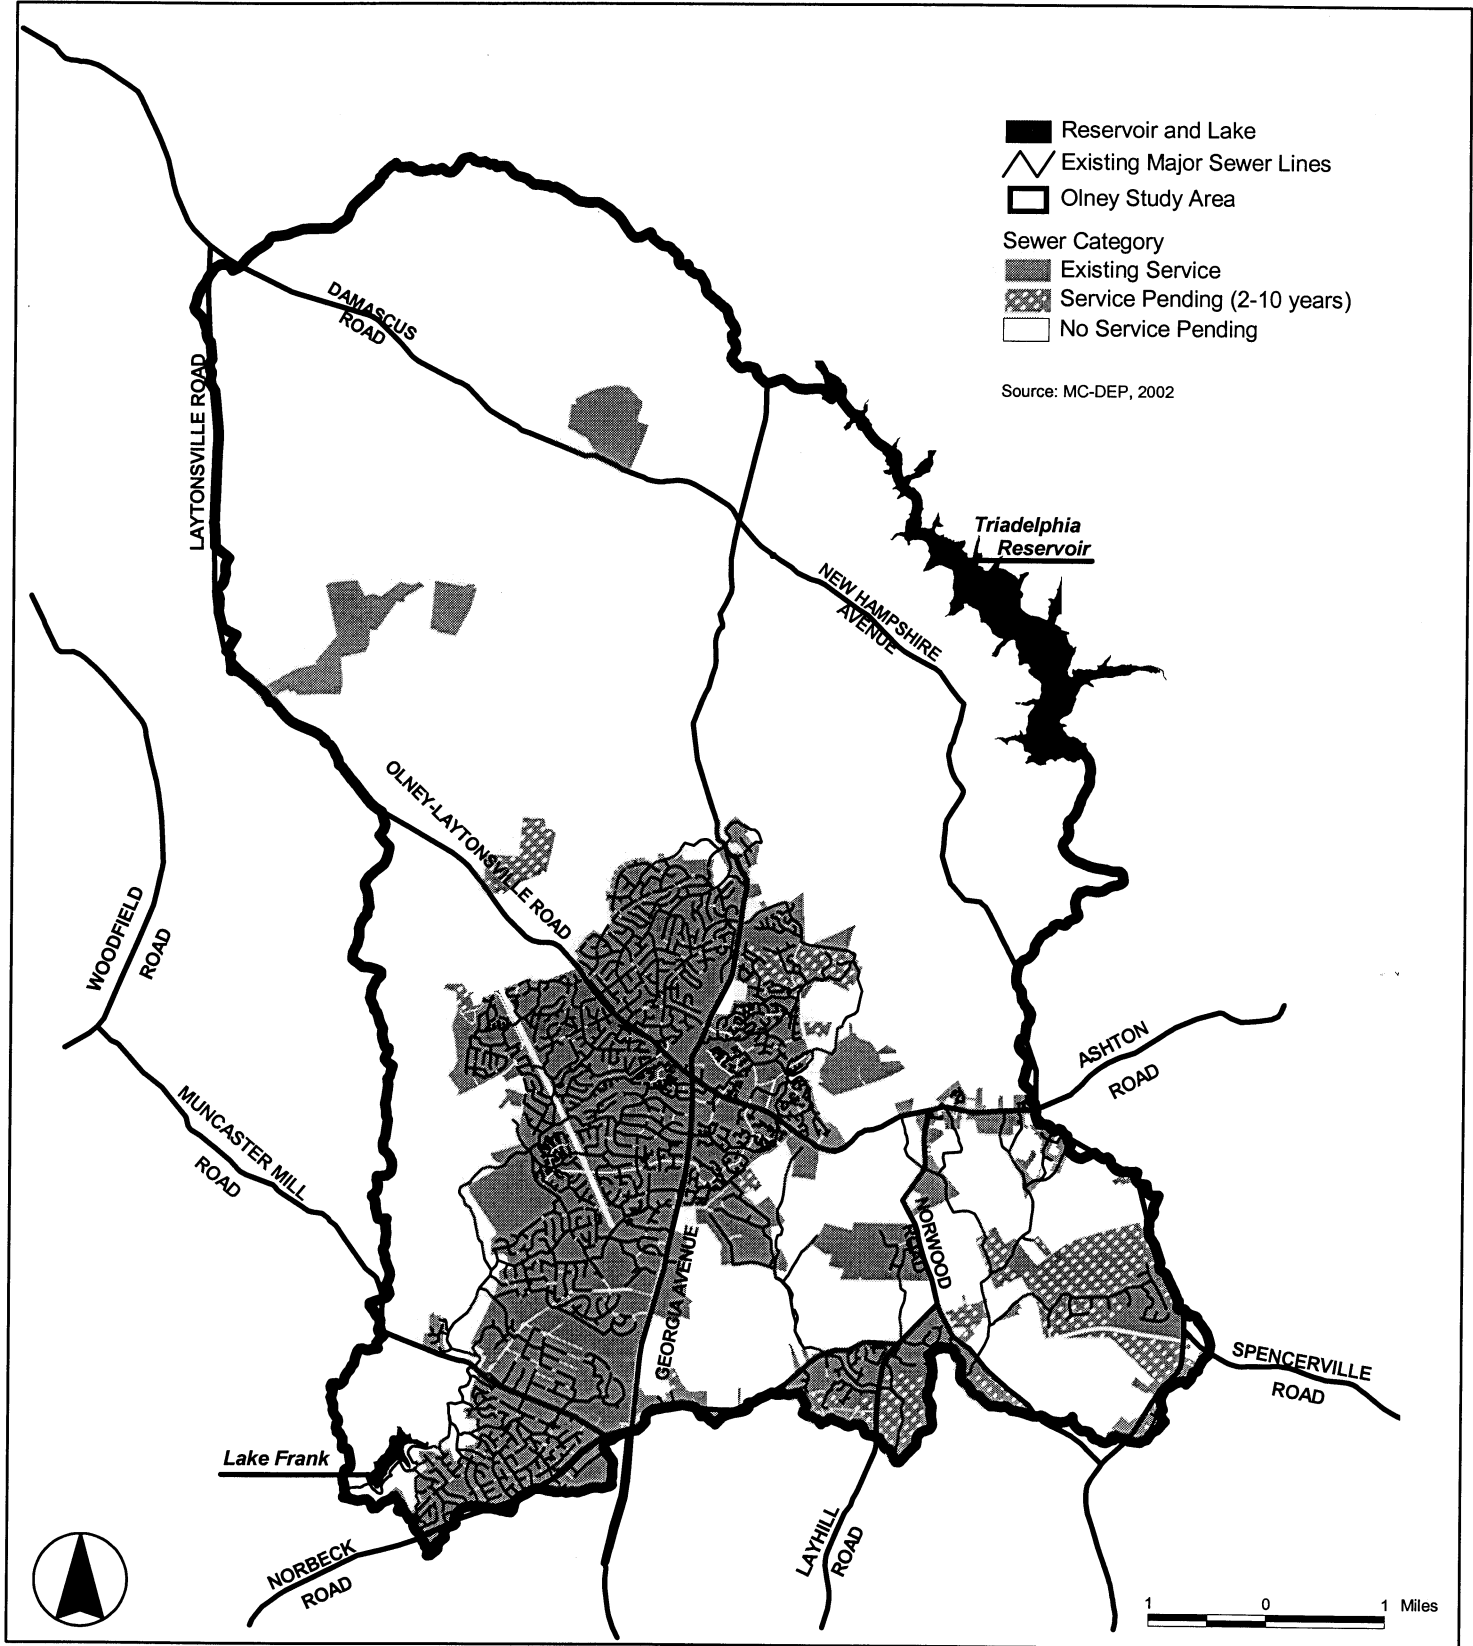 Reservoir and Lake
Existing Major Sewer Lines
Olney Study Area
Sewer Category
Existing Service
Service Pending (2-10 years)
No Service Pending
Source: MC-DEP, 2002
DAMASCUS
ROAD
LAYTONSVILLE ROAD
Triadelphia
Reservoir
NEW HAMPSHIRE
AVENUE
OLNEY-LAYTONSVILLE ROAD
WOODFIELD
ROAD
ASHTON
ROAD
MUNCASTER MILL
ROAD
NORWOOD
ROAD
GEORGIA AVENUE
SPENCERVILLE
ROAD
Lake Frank
LAYHILL
ROAD
NORBECK
ROAD
1 0 1 Miles